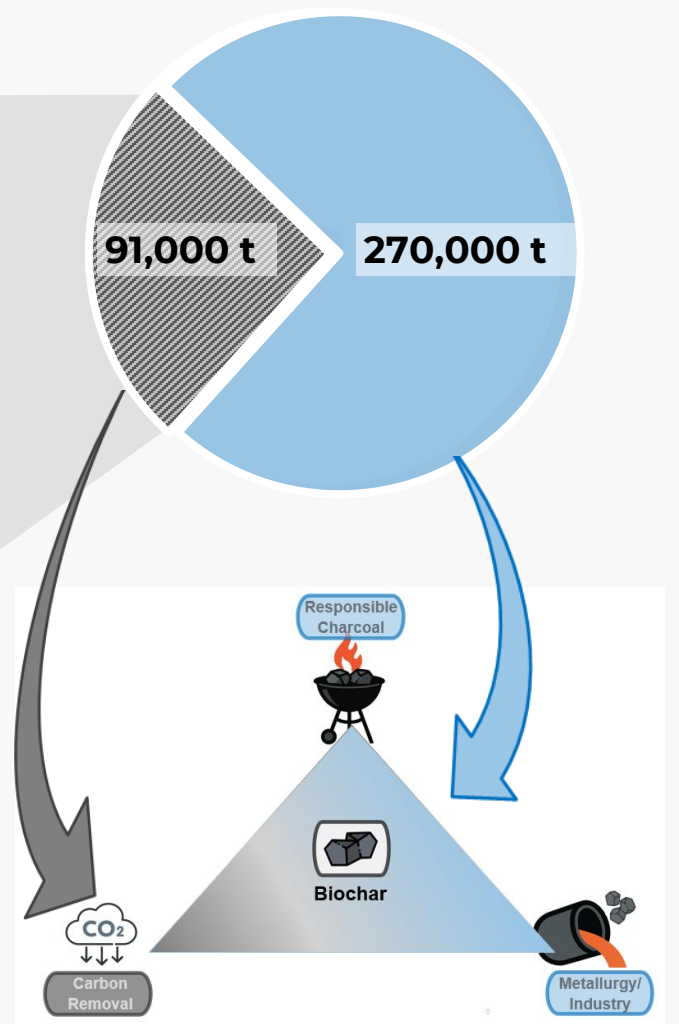 91,000 t
270,000 t
Responsible
Charcoal
Biochar
CO₂
Carbon
Removal
Metallurgy/
Industry